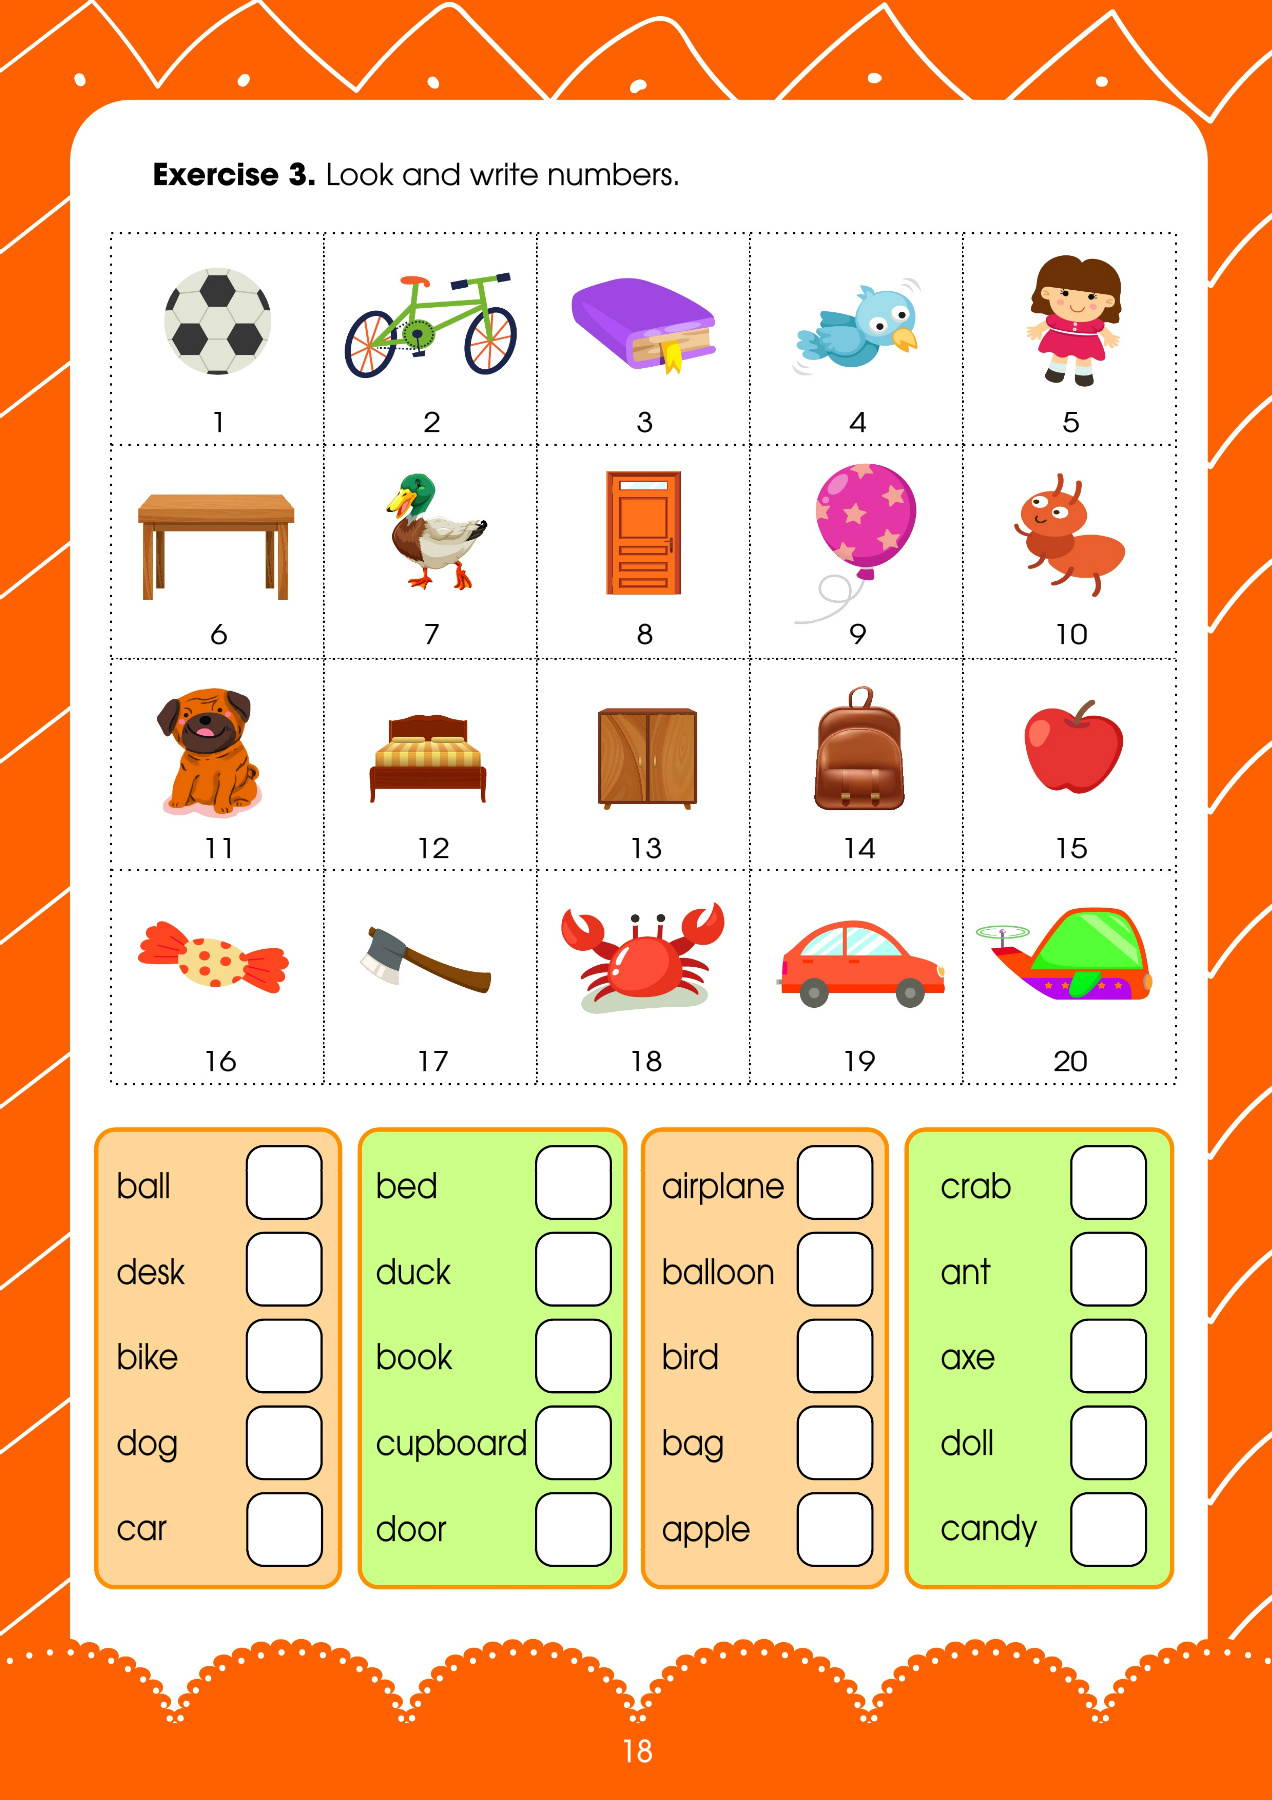 Exercise 3. Look and write numbers.
1 2 3 4 5
6 7 8 9 10
11 12 13 14 15
16 17 18 19 20
ball
desk
bike
dog
car
bed
duck
book
cupboard
door
airplane
balloon
bird
bag
apple
crab
ant
axe
doll
candy
18